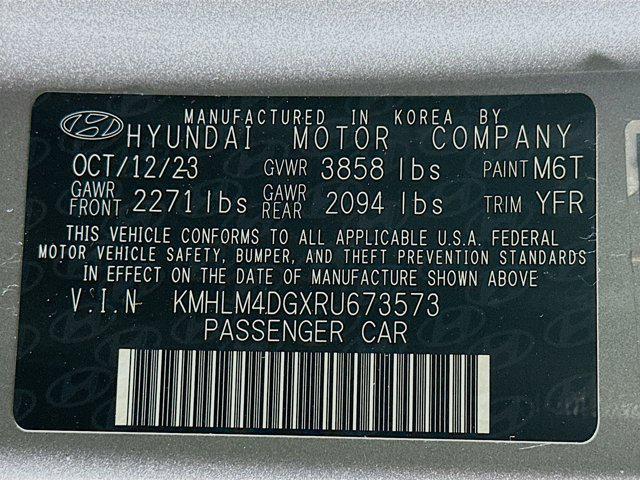 MANUFACTURED IN KOREA BY
HYUNDAI MOTOR COMPANY
OCT/12/23 GVWR 3858 lbs PAINT M6T
GAWR FRONT 2271 lbs GAWR REAR 2094 lbs TRIM YFR
THIS VEHICLE CONFORMS TO ALL APPLICABLE U.S.A. FEDERAL
MOTOR VEHICLE SAFETY, BUMPER, AND THEFT PREVENTION STANDARDS
IN EFFECT ON THE DATE OF MANUFACTURE SHOWN ABOVE.
V.I.N KMHLM4DGXRU673573
PASSENGER CAR